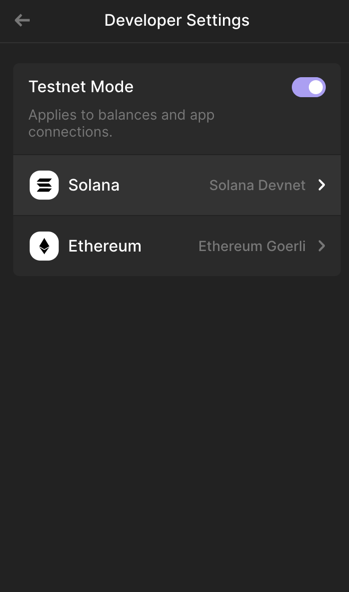 Developer Settings
Testnet Mode
Applies to balances and app
connections.
Solana Solana Devnet
Ethereum Ethereum Goerli